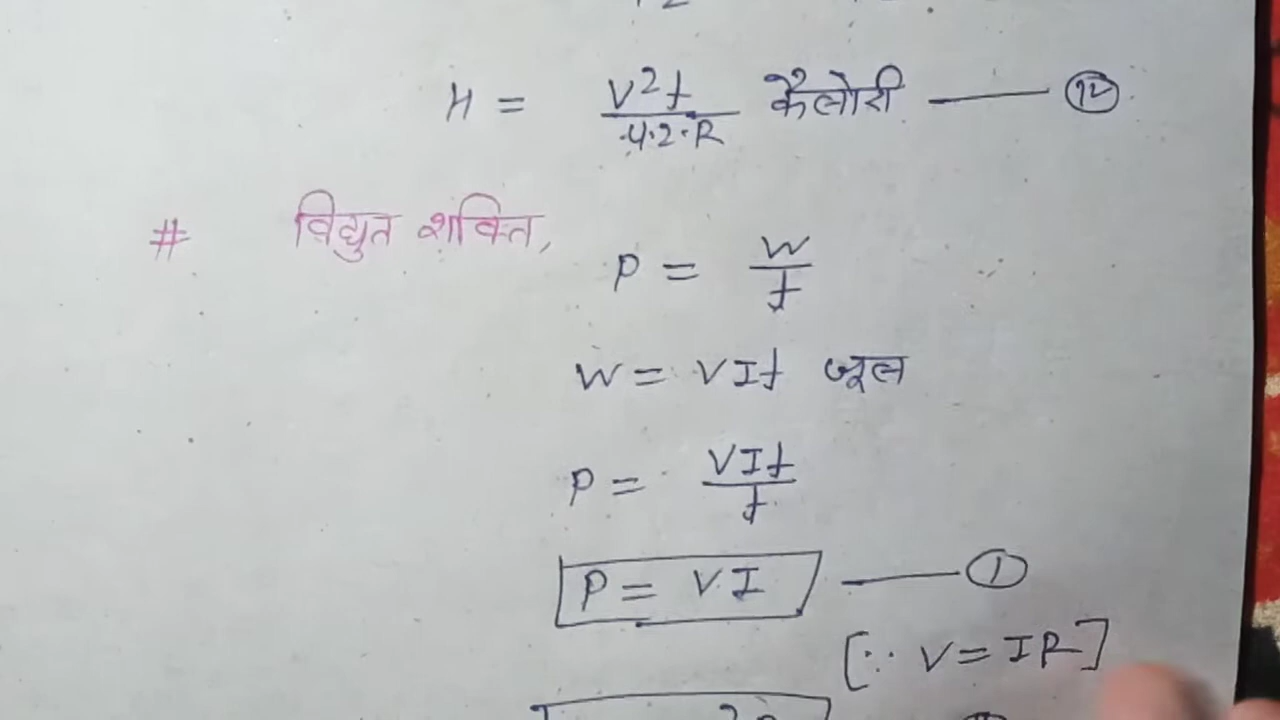 H = V²t / 4.2·R कैलोरी —— (12)
# विद्युत शक्ति,
P = W / t
W = VIt जूल
P = VIt / t
P = VI —— (1)
[∵ V = IR]